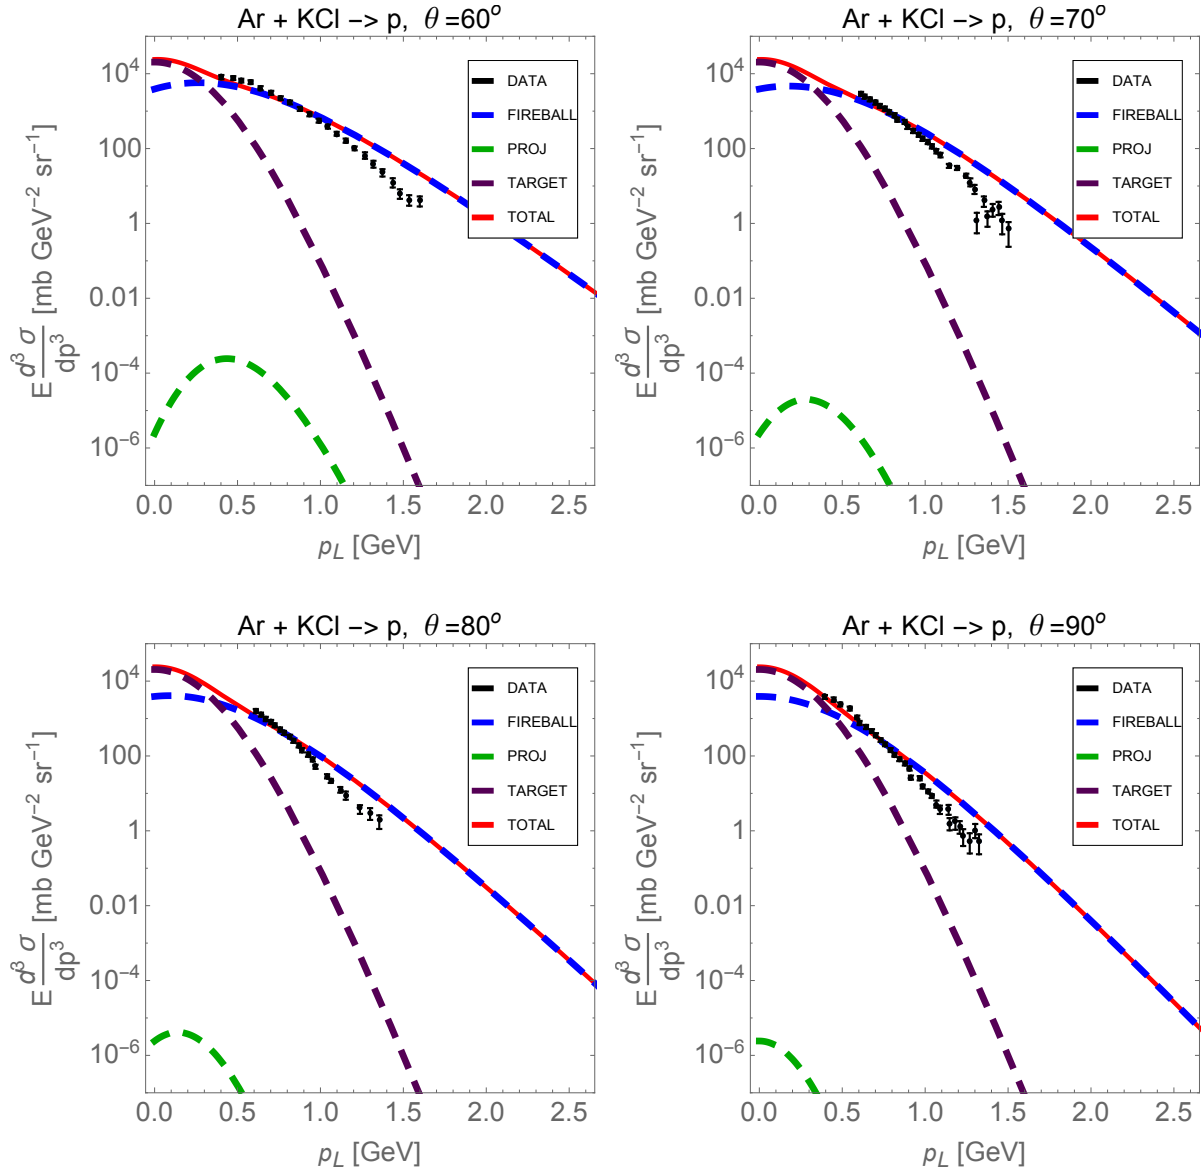 Ar + KCl −> p, θ =60°
Ar + KCl −> p, θ =70°
E d³ σ / dp³ [mb GeV⁻² sr⁻¹]
10⁴
100
1
0.01
10⁻⁴
10⁻⁶
DATA
FIREBALL
PROJ
TARGET
TOTAL
0.0 0.5 1.0 1.5 2.0 2.5
p_L [GeV]
E d³ σ / dp³ [mb GeV⁻² sr⁻¹]
10⁴
100
1
0.01
10⁻⁴
10⁻⁶
DATA
FIREBALL
PROJ
TARGET
TOTAL
0.0 0.5 1.0 1.5 2.0 2.5
p_L [GeV]
Ar + KCl −> p, θ =80°
Ar + KCl −> p, θ =90°
E d³ σ / dp³ [mb GeV⁻² sr⁻¹]
10⁴
100
1
0.01
10⁻⁴
10⁻⁶
DATA
FIREBALL
PROJ
TARGET
TOTAL
0.0 0.5 1.0 1.5 2.0 2.5
p_L [GeV]
E d³ σ / dp³ [mb GeV⁻² sr⁻¹]
10⁴
100
1
0.01
10⁻⁴
10⁻⁶
DATA
FIREBALL
PROJ
TARGET
TOTAL
0.0 0.5 1.0 1.5 2.0 2.5
p_L [GeV]